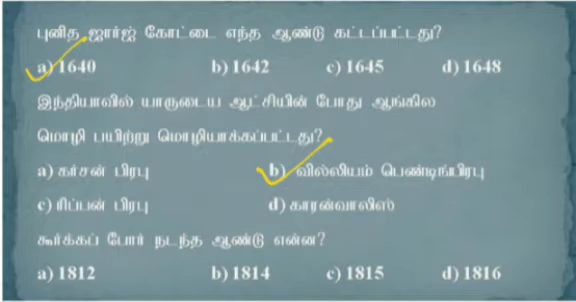 புனித ஜார்ஜ் கோட்டை எந்த ஆண்டு கட்டப்பட்டது?
a) 1640 b) 1642 c) 1645 d) 1648
இந்தியாவில் யாருடைய ஆட்சியின் போது ஆங்கில
மொழி பயிற்று மொழியாக்கப்பட்டது?
a) கர்சன் பிரபு b) வில்லியம் பெண்டிங்பிரபு
c) ரிப்பன் பிரபு d) காரன்வாலிஸ்
கூர்க்கப் போர் நடந்த ஆண்டு என்ன?
a) 1812 b) 1814 c) 1815 d) 1816